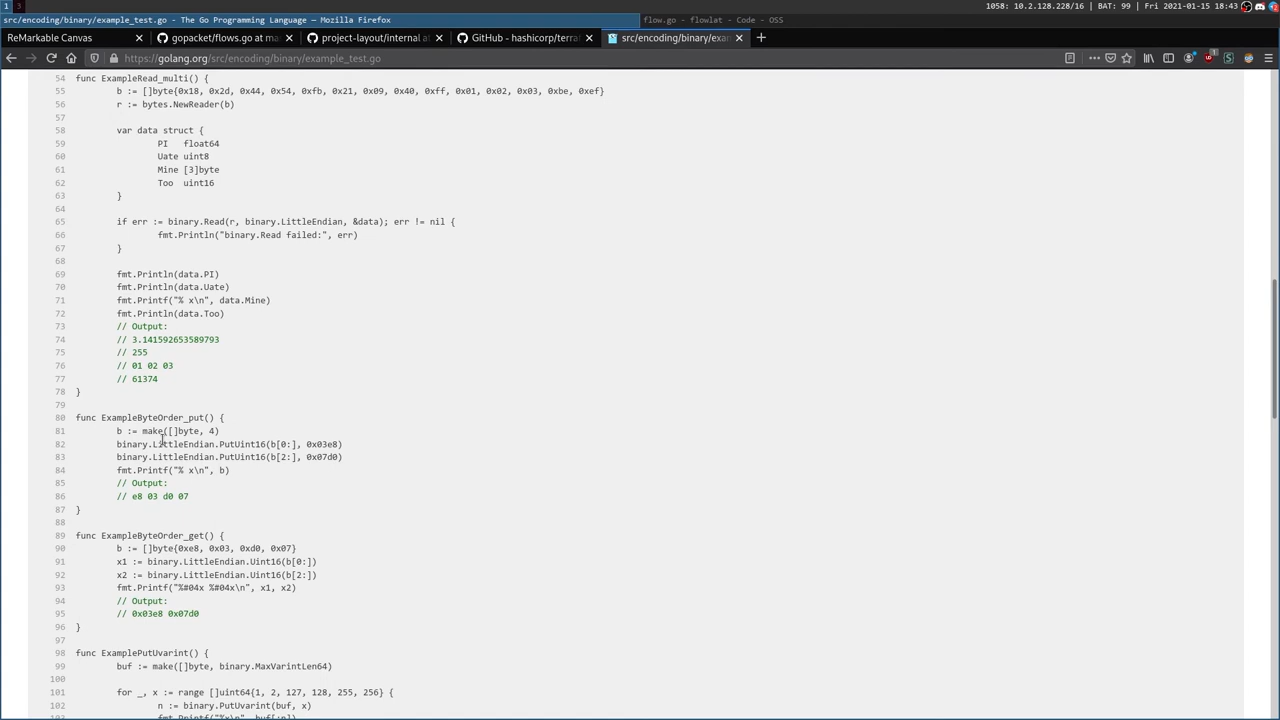 1 3 1058: 10.2.128.228/16 | BAT: 99 | Fri 2021-01-15 18:43
src/encoding/binary/example_test.go - The Go Programming Language — Mozilla Firefox flow.go - flowlat - Code - OSS
ReMarkable Canvas × gopacket/flows.go at ma × project-layout/internal at × GitHub - hashicorp/terra × src/encoding/binary/exam × +
https://golang.org/src/encoding/binary/example_test.go
54 func ExampleRead_multi() {
55 b := []byte{0x18, 0x2d, 0x44, 0x54, 0xfb, 0x21, 0x09, 0x40, 0xff, 0x01, 0x02, 0x03, 0xbe, 0xef}
56 r := bytes.NewReader(b)
57
58 var data struct {
59 PI float64
60 Uate uint8
61 Mine [3]byte
62 Too uint16
63 }
64
65 if err := binary.Read(r, binary.LittleEndian, &data); err != nil {
66 fmt.Println("binary.Read failed:", err)
67 }
68
69 fmt.Println(data.PI)
70 fmt.Println(data.Uate)
71 fmt.Printf("% x\n", data.Mine)
72 fmt.Println(data.Too)
73 // Output:
74 // 3.141592653589793
75 // 255
76 // 01 02 03
77 // 61374
78 }
79
80 func ExampleByteOrder_put() {
81 b := make([]byte, 4)
82 binary.LittleEndian.PutUint16(b[0:], 0x03e8)
83 binary.LittleEndian.PutUint16(b[2:], 0x07d0)
84 fmt.Printf("% x\n", b)
85 // Output:
86 // e8 03 d0 07
87 }
88
89 func ExampleByteOrder_get() {
90 b := []byte{0xe8, 0x03, 0xd0, 0x07}
91 x1 := binary.LittleEndian.Uint16(b[0:])
92 x2 := binary.LittleEndian.Uint16(b[2:])
93 fmt.Printf("%#04x %#04x\n", x1, x2)
94 // Output:
95 // 0x03e8 0x07d0
96 }
97
98 func ExamplePutUvarint() {
99 buf := make([]byte, binary.MaxVarintLen64)
100
101 for _, x := range []uint64{1, 2, 127, 128, 255, 256} {
102 n := binary.PutUvarint(buf, x)
103 fmt.Printf("%x\n", buf[:n])